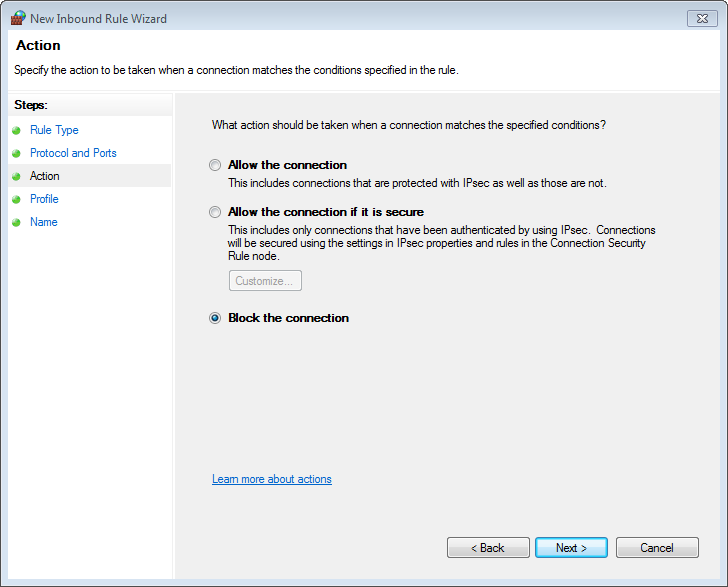 New Inbound Rule Wizard
Action
Specify the action to be taken when a connection matches the conditions specified in the rule.
Steps:
Rule Type
Protocol and Ports
Action
Profile
Name
What action should be taken when a connection matches the specified conditions?
Allow the connection
This includes connections that are protected with IPsec as well as those are not.
Allow the connection if it is secure
This includes only connections that have been authenticated by using IPsec. Connections
will be secured using the settings in IPsec properties and rules in the Connection Security
Rule node.
Customize...
Block the connection
Learn more about actions
< Back
Next >
Cancel